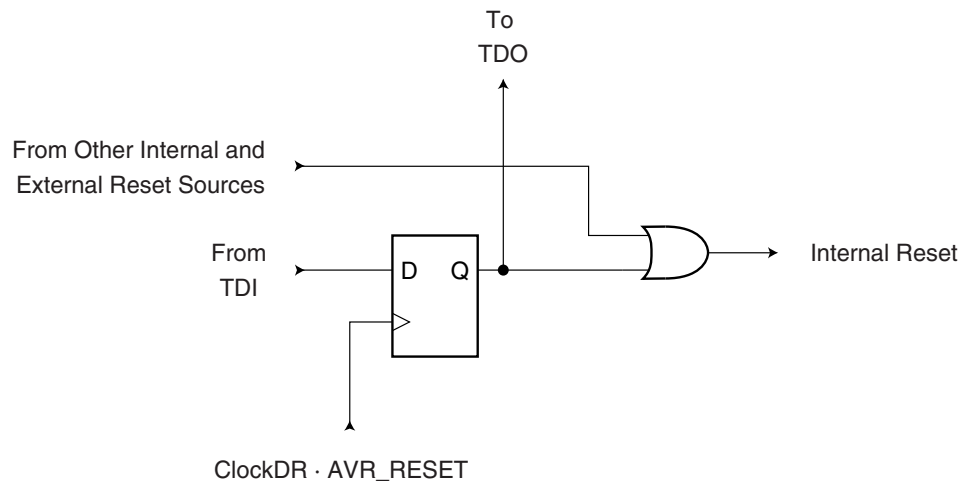 To
TDO
From Other Internal and
External Reset Sources
From
TDI
D
Q
Internal Reset
ClockDR · AVR_RESET